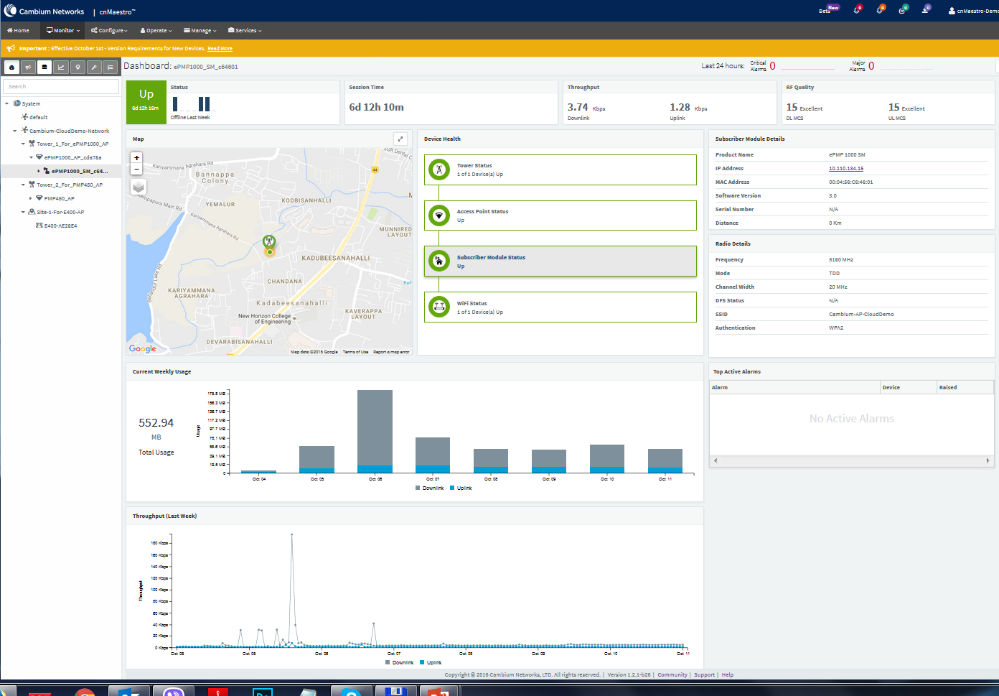 Cambium Networks | cnMaestro™
Beta New 0 0 0 0 cnMaestro-Demo
Home Monitor Configure Operate Manage Services
Important : Effective October 1st - Version Requirements for New Devices. Read More
Dashboard: ePMP1000_SM_c64601
Last 24 hours: Critical Alarms 0 Major Alarms 0
Search
System
default
Cambium-CloudDemo-Network
Tower_1_For_ePMP1000_AP
ePMP1000_AP_cda78a
ePMP1000_SM_c64...
Tower_2_For_PMP450_AP
PMP450_AP
Site-1-For-E400-AP
E400-AE28E4
Up
6d 12h 16m
Status
Offline Last Week
Session Time
6d 12h 10m
Throughput
3.74 Kbps 1.28 Kbps
Downlink Uplink
RF Quality
15 Excellent 15 Excellent
DL MCS UL MCS
Map
+
−
Kariyammana Agrahara Rd
Bannappa
Colony
SGR Dental C
44
KODBISANHALLI
YEMALUR
Kempapura Main Rd
Kariyammana Agrahara Rd
MUNNIRED
LAYOUT
KADUBEESANAHALLI
Bellandur Lake Rd
CHANDANA
Rail
KARIYAMMANA
AGRAHARA
Kadabeesanahalli
KAVERAPPA
LAYOUT
New Horizon College
of Engineering
DEVARABISANAHALLI
Google
Map data ©2016 Google Terms of Use Report a map error
Device Health
Tower Status
1 of 1 Device(s) Up
Access Point Status
Up
Subscriber Module Status
Up
WiFi Status
1 of 1 Device(s) Up
Subscriber Module Details
Product Name ePMP 1000 SM
IP Address 10.110.134.15
MAC Address 00:04:56:C6:46:01
Software Version 3.0
Serial Number N/A
Distance 0 Km
Radio Details
Frequency 5180 MHz
Mode TDD
Channel Width 20 MHz
DFS Status N/A
SSID Cambium-AP-CloudDemo
Authentication WPA2
Current Weekly Usage
552.94
MB
Total Usage
Usage
175.8 MB
156.3 MB
136.7 MB
117.2 MB
97.7 MB
78.1 MB
58.6 MB
39.1 MB
19.5 MB
0
Oct 04 Oct 05 Oct 06 Oct 07 Oct 08 Oct 09 Oct 10 Oct 11
Downlink Uplink
Top Active Alarms
Alarm Device Raised
No Active Alarms
Throughput (Last Week)
Throughput
180 Kbps
160 Kbps
140 Kbps
120 Kbps
100 Kbps
80 Kbps
60 Kbps
40 Kbps
20 Kbps
0 Kbps
Oct 05 Oct 05 Oct 06 Oct 07 Oct 08 Oct 09 Oct 10 Oct 11
Downlink Uplink
Copyright © 2016 Cambium Networks, LTD. All rights reserved. | Version 1.2.1-b26 | Community | Support | Help